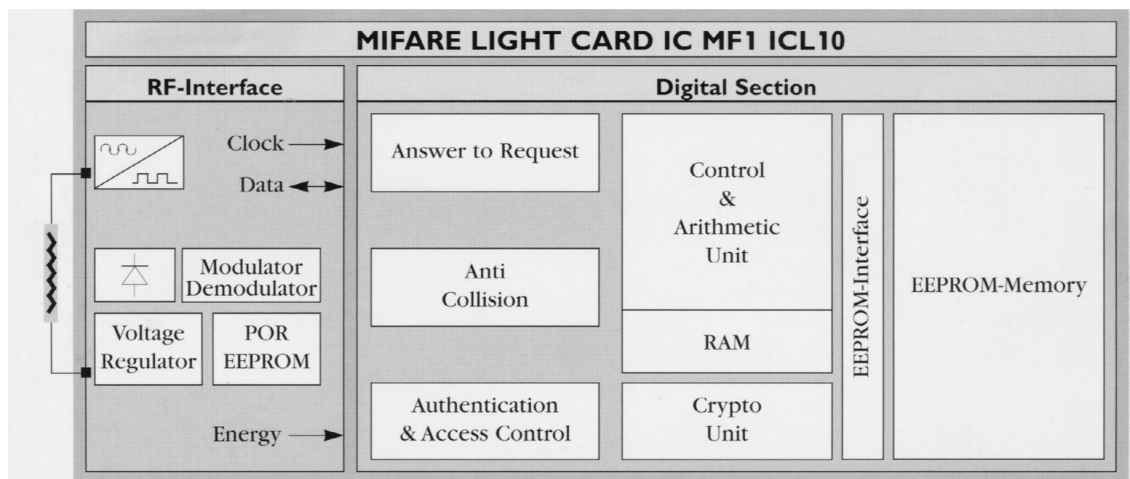 MIFARE LIGHT CARD IC MF1 ICL10
RF-Interface
Clock
Data
Modulator
Demodulator
Voltage
Regulator
POR
EEPROM
Energy
Digital Section
Answer to Request
Anti
Collision
Authentication
& Access Control
Control
&
Arithmetic
Unit
RAM
Crypto
Unit
EEPROM-Interface
EEPROM-Memory